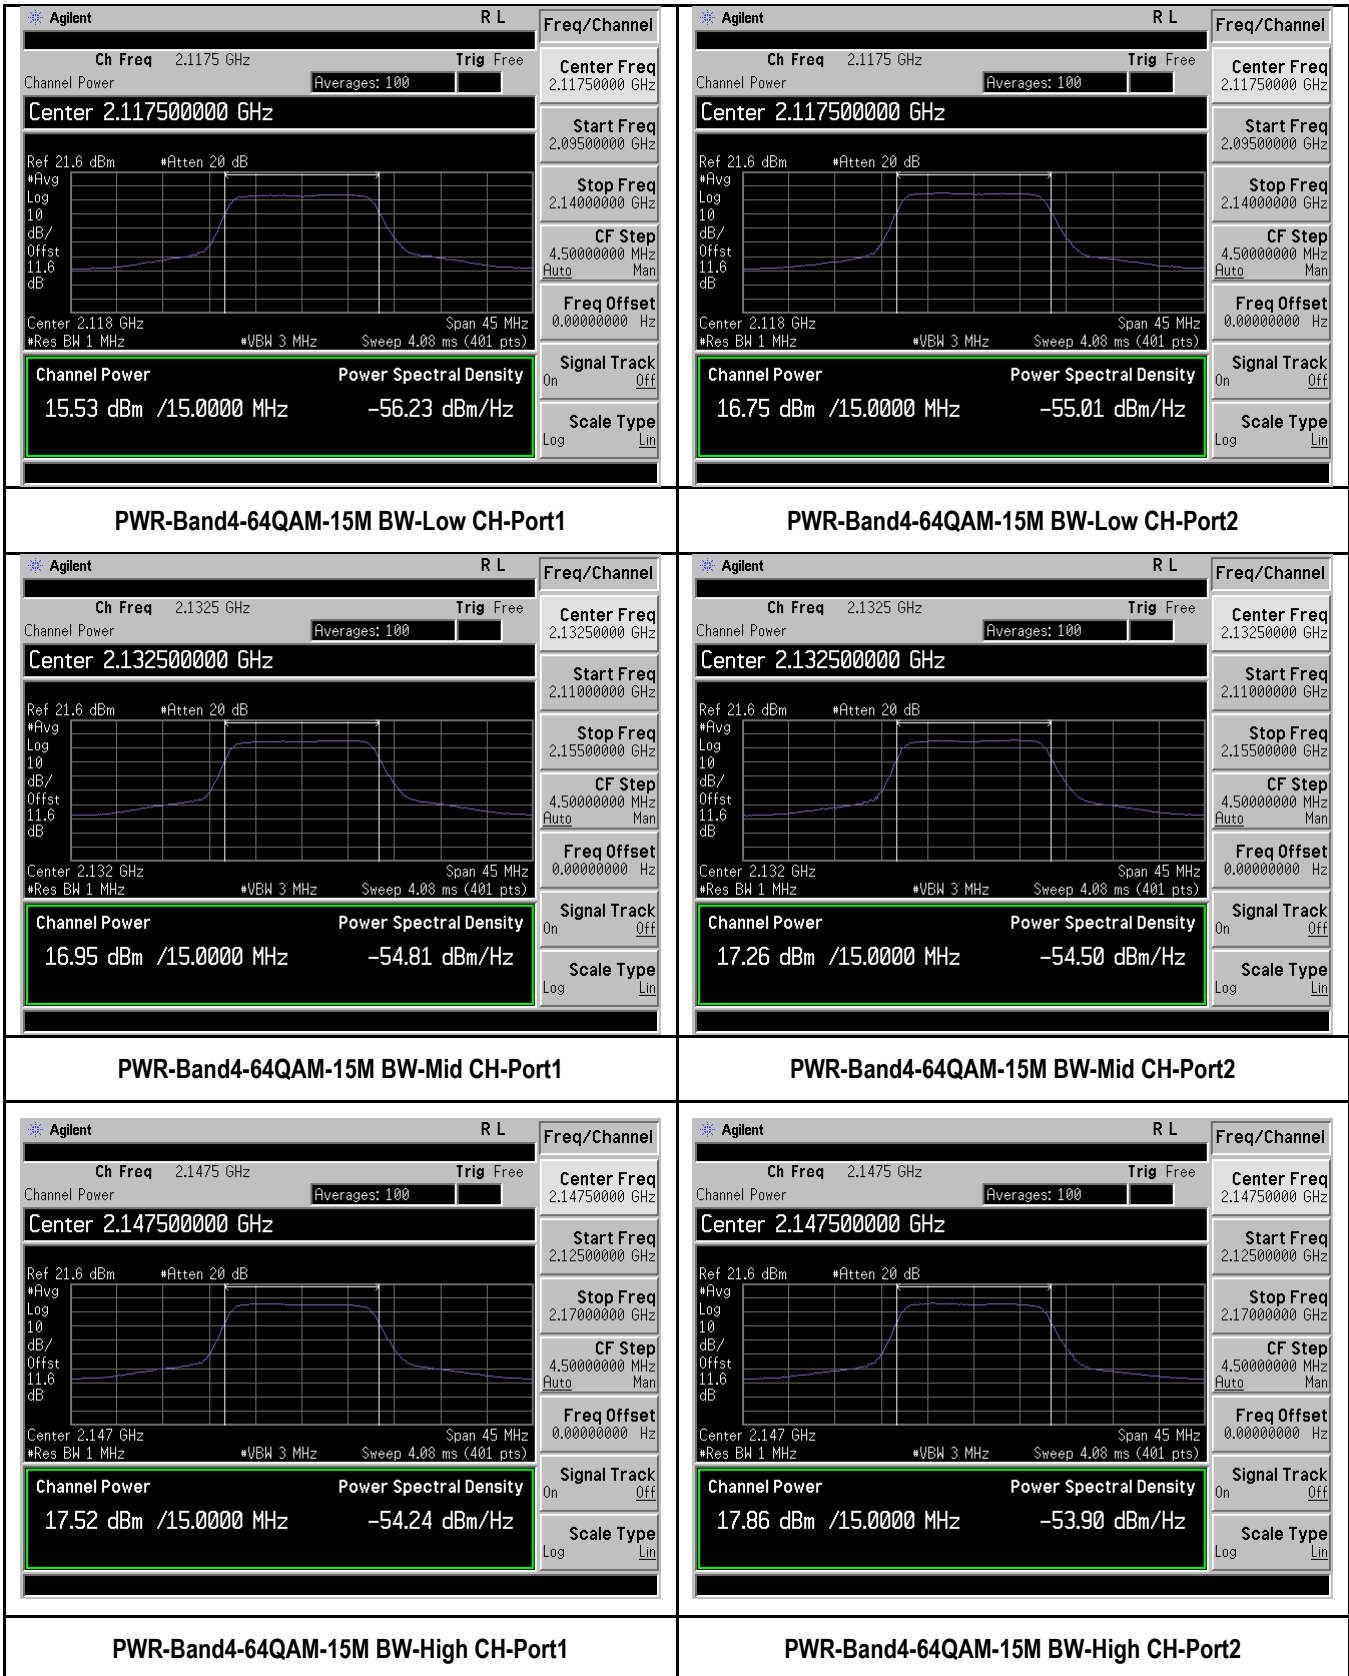 Agilent R L Freq/Channel
Ch Freq 2.1175 GHz Trig Free
Channel Power Averages: 100
Center 2.117500000 GHz
Ref 21.6 dBm #Atten 20 dB
#Avg
Log
10
dB/
Offst
11.6
dB
Center 2.118 GHz Span 45 MHz
#Res BW 1 MHz #VBW 3 MHz Sweep 4.08 ms (401 pts)
Channel Power Power Spectral Density
15.53 dBm /15.0000 MHz -56.23 dBm/Hz
Center Freq
2.11750000 GHz
Start Freq
2.09500000 GHz
Stop Freq
2.14000000 GHz
CF Step
4.50000000 MHz
Auto Man
Freq Offset
0.00000000 Hz
Signal Track
On Off
Scale Type
Log Lin
PWR-Band4-64QAM-15M BW-Low CH-Port1
Agilent R L Freq/Channel
Ch Freq 2.1175 GHz Trig Free
Channel Power Averages: 100
Center 2.117500000 GHz
Ref 21.6 dBm #Atten 20 dB
#Avg
Log
10
dB/
Offst
11.6
dB
Center 2.118 GHz Span 45 MHz
#Res BW 1 MHz #VBW 3 MHz Sweep 4.08 ms (401 pts)
Channel Power Power Spectral Density
16.75 dBm /15.0000 MHz -55.01 dBm/Hz
Center Freq
2.11750000 GHz
Start Freq
2.09500000 GHz
Stop Freq
2.14000000 GHz
CF Step
4.50000000 MHz
Auto Man
Freq Offset
0.00000000 Hz
Signal Track
On Off
Scale Type
Log Lin
PWR-Band4-64QAM-15M BW-Low CH-Port2
Agilent R L Freq/Channel
Ch Freq 2.1325 GHz Trig Free
Channel Power Averages: 100
Center 2.132500000 GHz
Ref 21.6 dBm #Atten 20 dB
#Avg
Log
10
dB/
Offst
11.6
dB
Center 2.132 GHz Span 45 MHz
#Res BW 1 MHz #VBW 3 MHz Sweep 4.08 ms (401 pts)
Channel Power Power Spectral Density
16.95 dBm /15.0000 MHz -54.81 dBm/Hz
Center Freq
2.13250000 GHz
Start Freq
2.11000000 GHz
Stop Freq
2.15500000 GHz
CF Step
4.50000000 MHz
Auto Man
Freq Offset
0.00000000 Hz
Signal Track
On Off
Scale Type
Log Lin
PWR-Band4-64QAM-15M BW-Mid CH-Port1
Agilent R L Freq/Channel
Ch Freq 2.1325 GHz Trig Free
Channel Power Averages: 100
Center 2.132500000 GHz
Ref 21.6 dBm #Atten 20 dB
#Avg
Log
10
dB/
Offst
11.6
dB
Center 2.132 GHz Span 45 MHz
#Res BW 1 MHz #VBW 3 MHz Sweep 4.08 ms (401 pts)
Channel Power Power Spectral Density
17.26 dBm /15.0000 MHz -54.50 dBm/Hz
Center Freq
2.13250000 GHz
Start Freq
2.11000000 GHz
Stop Freq
2.15500000 GHz
CF Step
4.50000000 MHz
Auto Man
Freq Offset
0.00000000 Hz
Signal Track
On Off
Scale Type
Log Lin
PWR-Band4-64QAM-15M BW-Mid CH-Port2
Agilent R L Freq/Channel
Ch Freq 2.1475 GHz Trig Free
Channel Power Averages: 100
Center 2.147500000 GHz
Ref 21.6 dBm #Atten 20 dB
#Avg
Log
10
dB/
Offst
11.6
dB
Center 2.147 GHz Span 45 MHz
#Res BW 1 MHz #VBW 3 MHz Sweep 4.08 ms (401 pts)
Channel Power Power Spectral Density
17.52 dBm /15.0000 MHz -54.24 dBm/Hz
Center Freq
2.14750000 GHz
Start Freq
2.12500000 GHz
Stop Freq
2.17000000 GHz
CF Step
4.50000000 MHz
Auto Man
Freq Offset
0.00000000 Hz
Signal Track
On Off
Scale Type
Log Lin
PWR-Band4-64QAM-15M BW-High CH-Port1
Agilent R L Freq/Channel
Ch Freq 2.1475 GHz Trig Free
Channel Power Averages: 100
Center 2.147500000 GHz
Ref 21.6 dBm #Atten 20 dB
#Avg
Log
10
dB/
Offst
11.6
dB
Center 2.147 GHz Span 45 MHz
#Res BW 1 MHz #VBW 3 MHz Sweep 4.08 ms (401 pts)
Channel Power Power Spectral Density
17.86 dBm /15.0000 MHz -53.90 dBm/Hz
Center Freq
2.14750000 GHz
Start Freq
2.12500000 GHz
Stop Freq
2.17000000 GHz
CF Step
4.50000000 MHz
Auto Man
Freq Offset
0.00000000 Hz
Signal Track
On Off
Scale Type
Log Lin
PWR-Band4-64QAM-15M BW-High CH-Port2